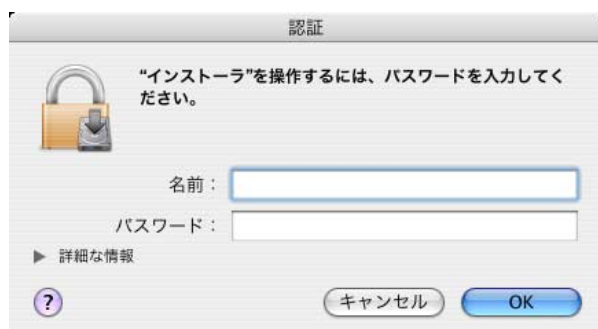 認証
“インストーラ”を操作するには、パスワードを入力してく
ださい。
名前：
パスワード：
詳細な情報
?
キャンセル OK